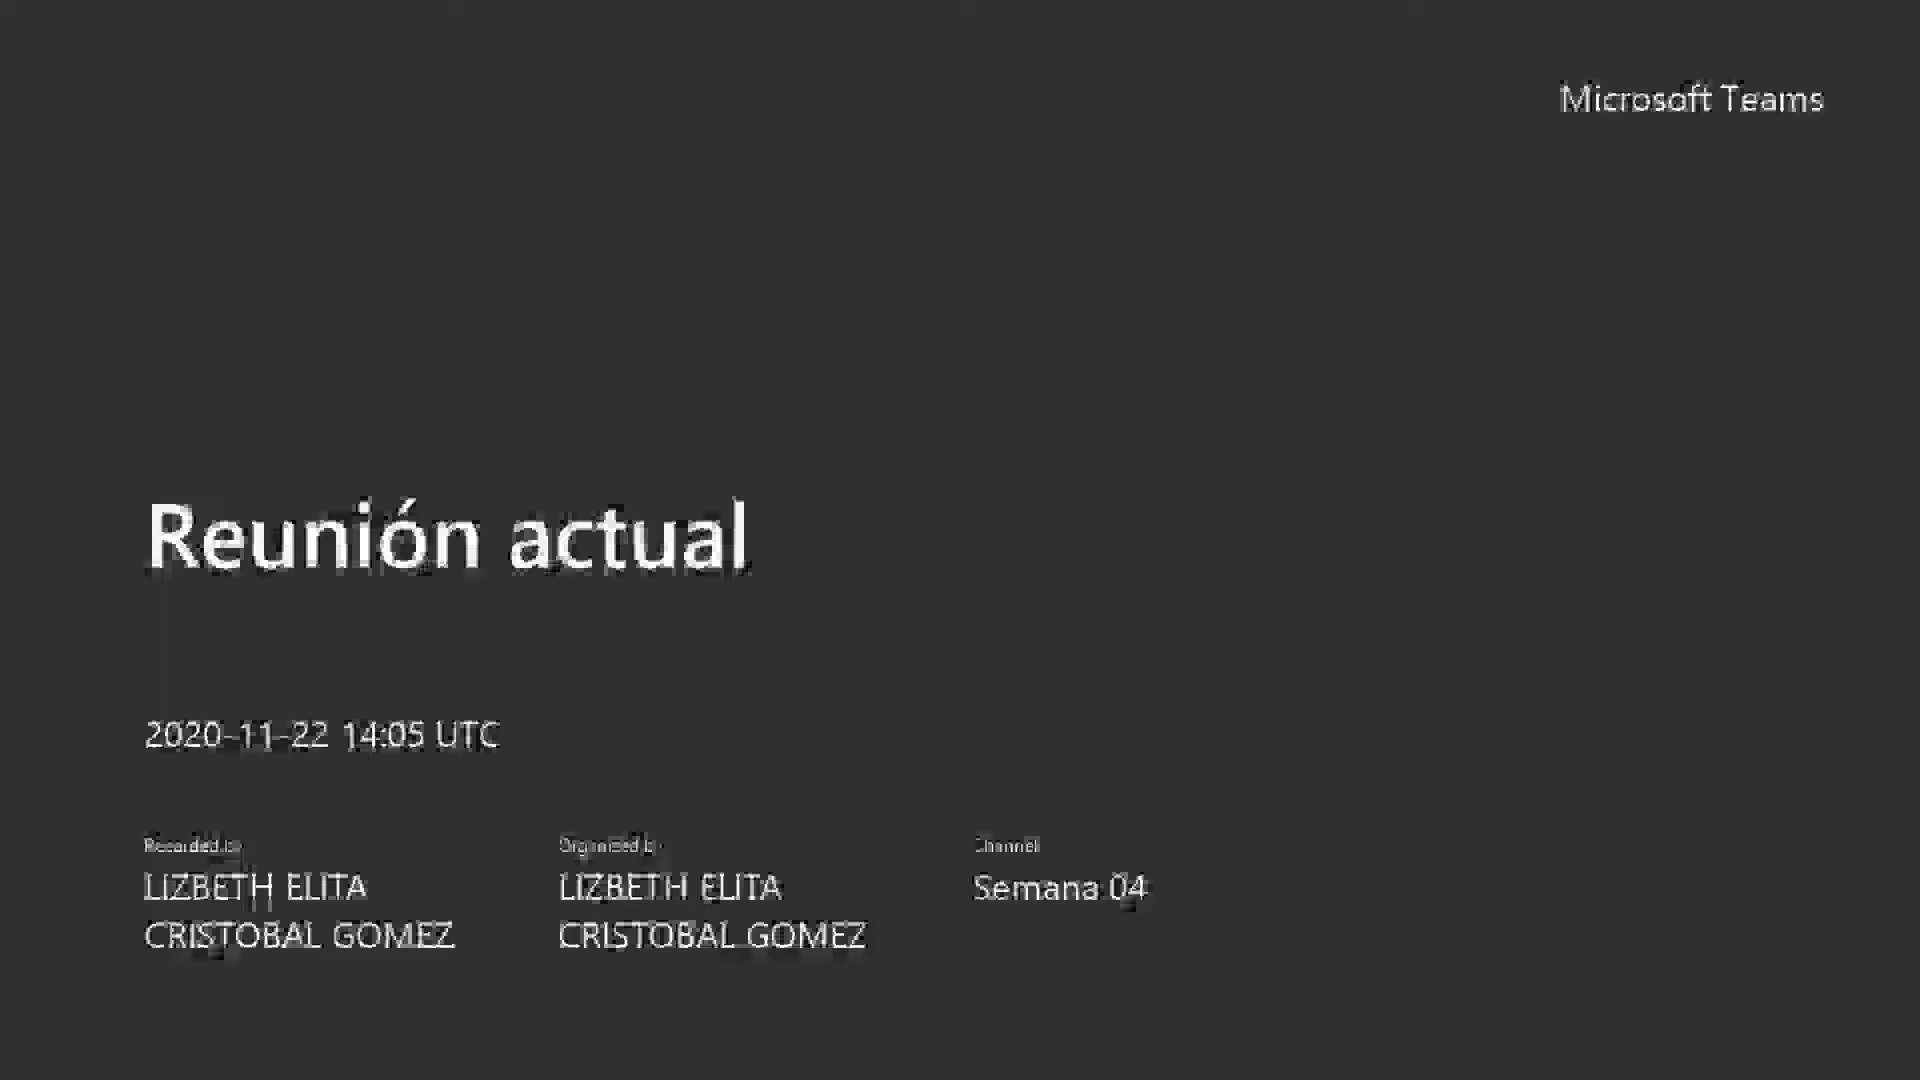 Microsoft Teams
Reunión actual
2020-11-22 14:05 UTC
Recorded by
Organized by
Channel
LIZBETH ELITA
LIZBETH ELITA
Semana 04
CRISTOBAL GOMEZ
CRISTOBAL GOMEZ